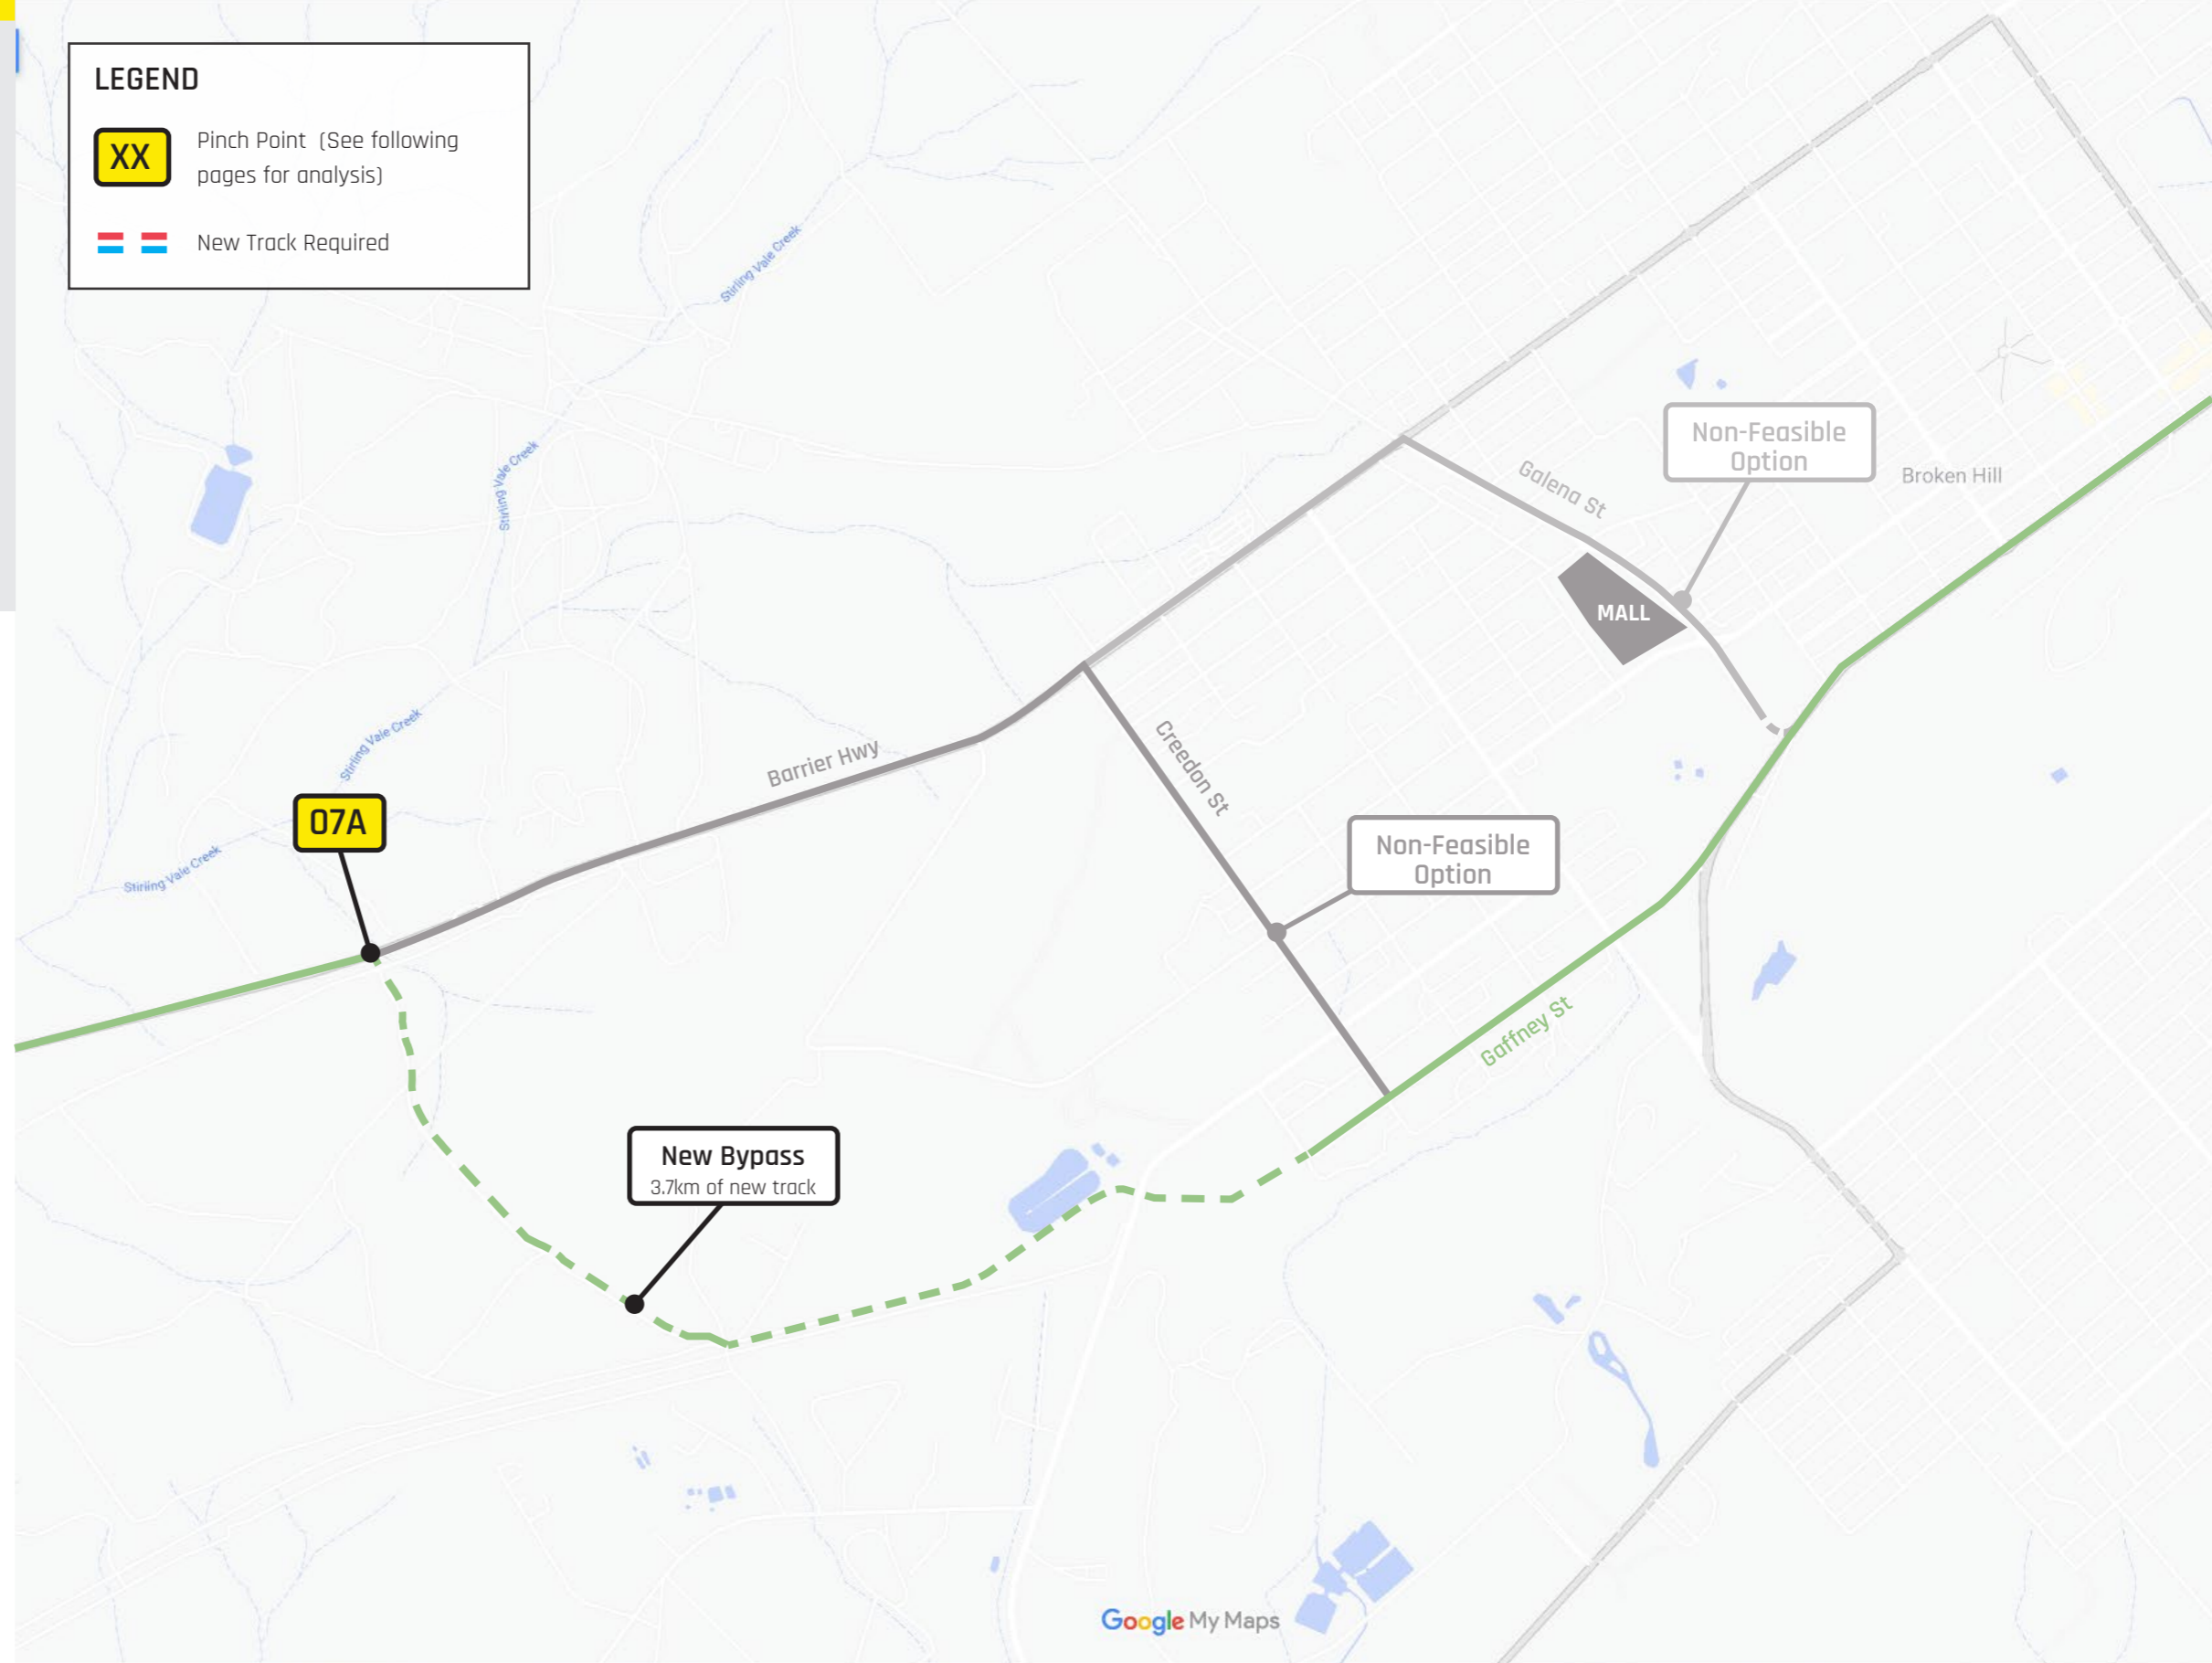 LEGEND
XX
Pinch Point (See following
pages for analysis)
New Track Required
Stirling Vale Creek
Stirling Vale Creek
Stirling Vale Creek
Stirling Vale Creek
Non-Feasible
Option
Galena St
Broken Hill
MALL
Barrier Hwy
Creedon St
07A
Non-Feasible
Option
Gaffney St
New Bypass
3.7km of new track
Google My Maps